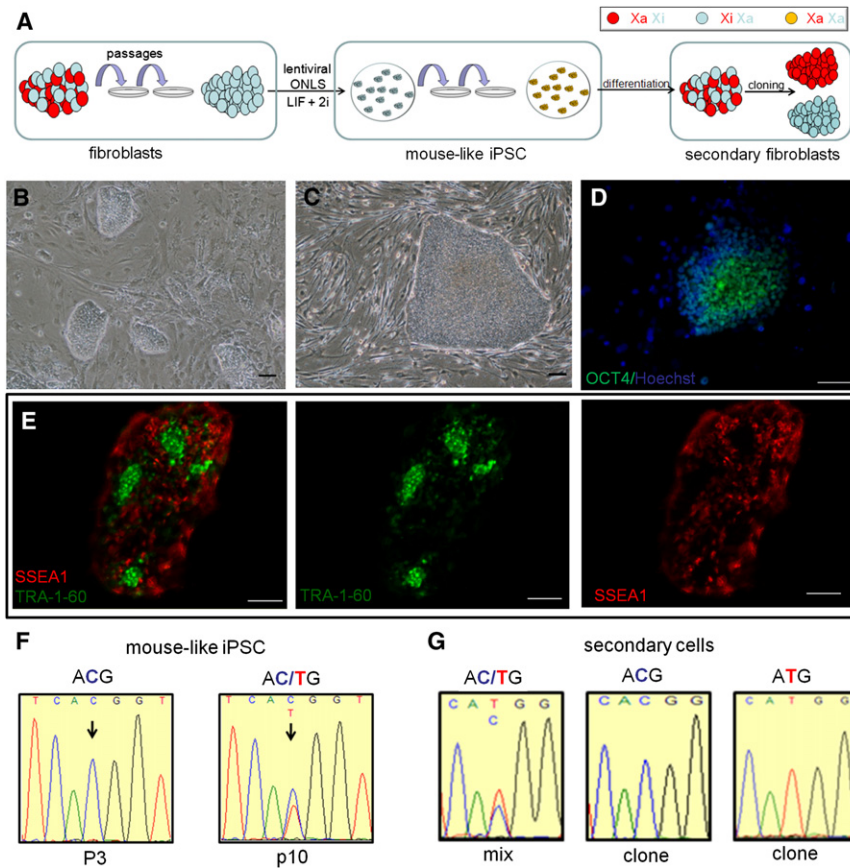 A
Xa Xi Xi Xa Xa Xa
passages
lentiviral
ONLS
LIF + 2i
differentiation
cloning
fibroblasts
mouse-like iPSC
secondary fibroblasts
B
C
D
OCT4/Hoechst
E
SSEA1
TRA-1-60
TRA-1-60
SSEA1
F
mouse-like iPSC
ACG
AC/TG
T C A C G G T
T C A C G G T
T
P3
p10
G
secondary cells
AC/TG
ACG
ATG
C A T G G
C
C A C G G
C A T G G
mix
clone
clone